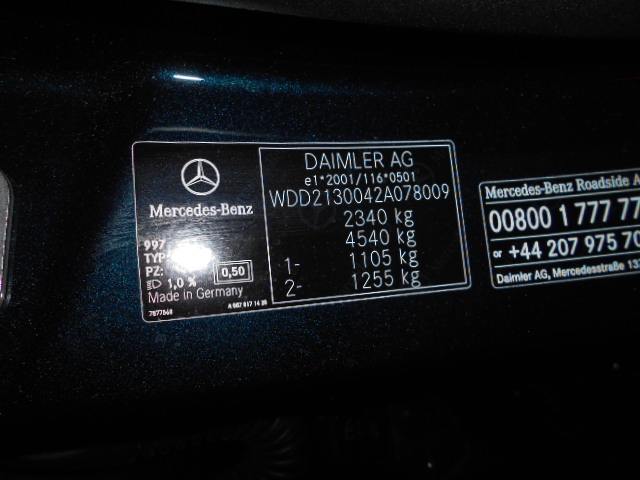 DAIMLER AG
e1*2001/116*0501
WDD2130042A078009
2340 kg
4540 kg
1- 1105 kg
2- 1255 kg
Mercedes-Benz
997
TYP
PZ: 0,50
1,0 %
Made in Germany
7877568
Mercedes-Benz Roadside
00800 1 777 77
or +44 207 975 70
Daimler AG, Mercedesstraße 13